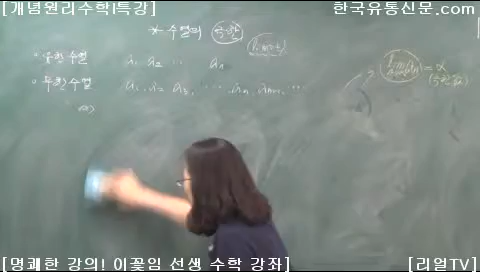 [개념원리수학I특강]
한국유통신문.com
* 수열의 극한
• 유한수열 a₁ a₂ ⋯ aₙ
• 무한수열 a₁, a₂, a₃, ⋯ aₙ, aₙ₊₁, ⋯
[명쾌한 강의! 이꽃임 선생 수학 강좌]
[리얼TV]